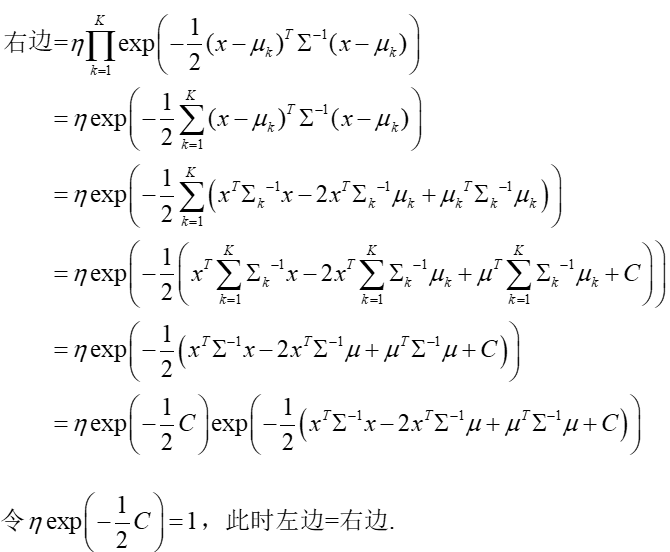 右边=η∏_{k=1}^{K} exp(−1/2 (x−μ_k)^T Σ^{−1} (x−μ_k))
=η exp(−1/2 ∑_{k=1}^{K} (x−μ_k)^T Σ^{−1} (x−μ_k))
=η exp(−1/2 ∑_{k=1}^{K} (x^T Σ_k^{−1} x−2x^T Σ_k^{−1} μ_k+μ_k^T Σ_k^{−1} μ_k))
=η exp(−1/2 (x^T ∑_{k=1}^{K} Σ_k^{−1} x−2x^T ∑_{k=1}^{K} Σ_k^{−1} μ_k+μ^T ∑_{k=1}^{K} Σ_k^{−1} μ_k+C))
=η exp(−1/2 (x^T Σ^{−1} x−2x^T Σ^{−1} μ+μ^T Σ^{−1} μ+C))
=η exp(−1/2 C) exp(−1/2 (x^T Σ^{−1} x−2x^T Σ^{−1} μ+μ^T Σ^{−1} μ+C))
令η exp(−1/2 C)=1，此时左边=右边.